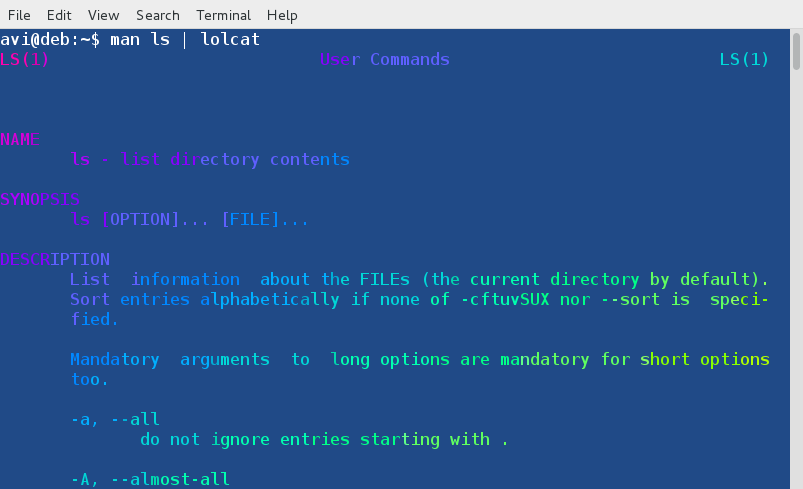 File Edit View Search Terminal Help
avi@deb:~$ man ls | lolcat
LS(1) User Commands LS(1)
NAME
ls - list directory contents
SYNOPSIS
ls [OPTION]... [FILE]...
DESCRIPTION
List information about the FILEs (the current directory by default).
Sort entries alphabetically if none of -cftuvSUX nor --sort is speci-
fied.
Mandatory arguments to long options are mandatory for short options
too.
-a, --all
do not ignore entries starting with .
-A, --almost-all